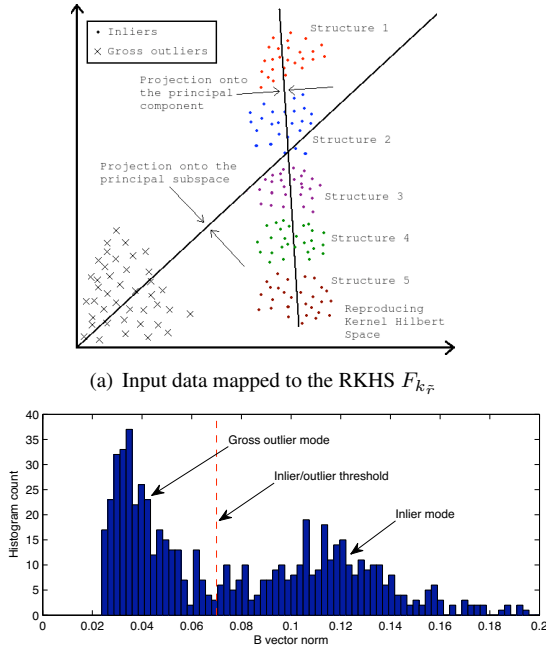 Inliers
Gross outliers
Structure 1
Projection onto
the principal
component
Structure 2
Projection onto the
principal subspace
Structure 3
Structure 4
Structure 5
Reproducing
Kernel Hilbert
Space
(a) Input data mapped to the RKHS F_{k_{\tilde{r}}}
40
35
30
25
20
15
10
5
0
Histogram count
Gross outlier mode
Inlier/outlier threshold
Inlier mode
0 0.02 0.04 0.06 0.08 0.1 0.12 0.14 0.16 0.18 0.2
B vector norm